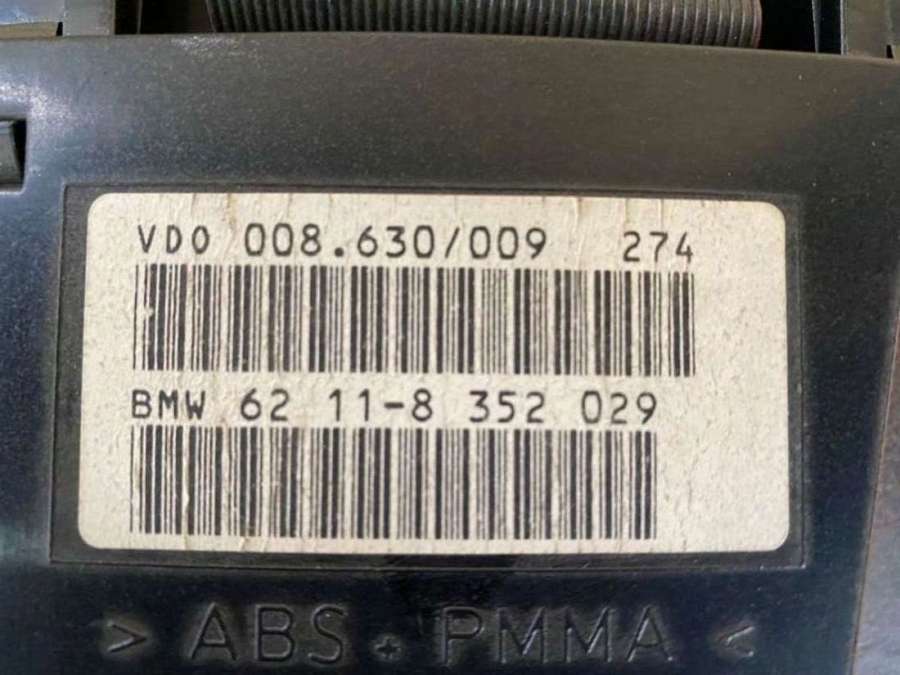 VDO 008.630/009 274
BMW 62 11-8 352 029
> ABS + PMMA <